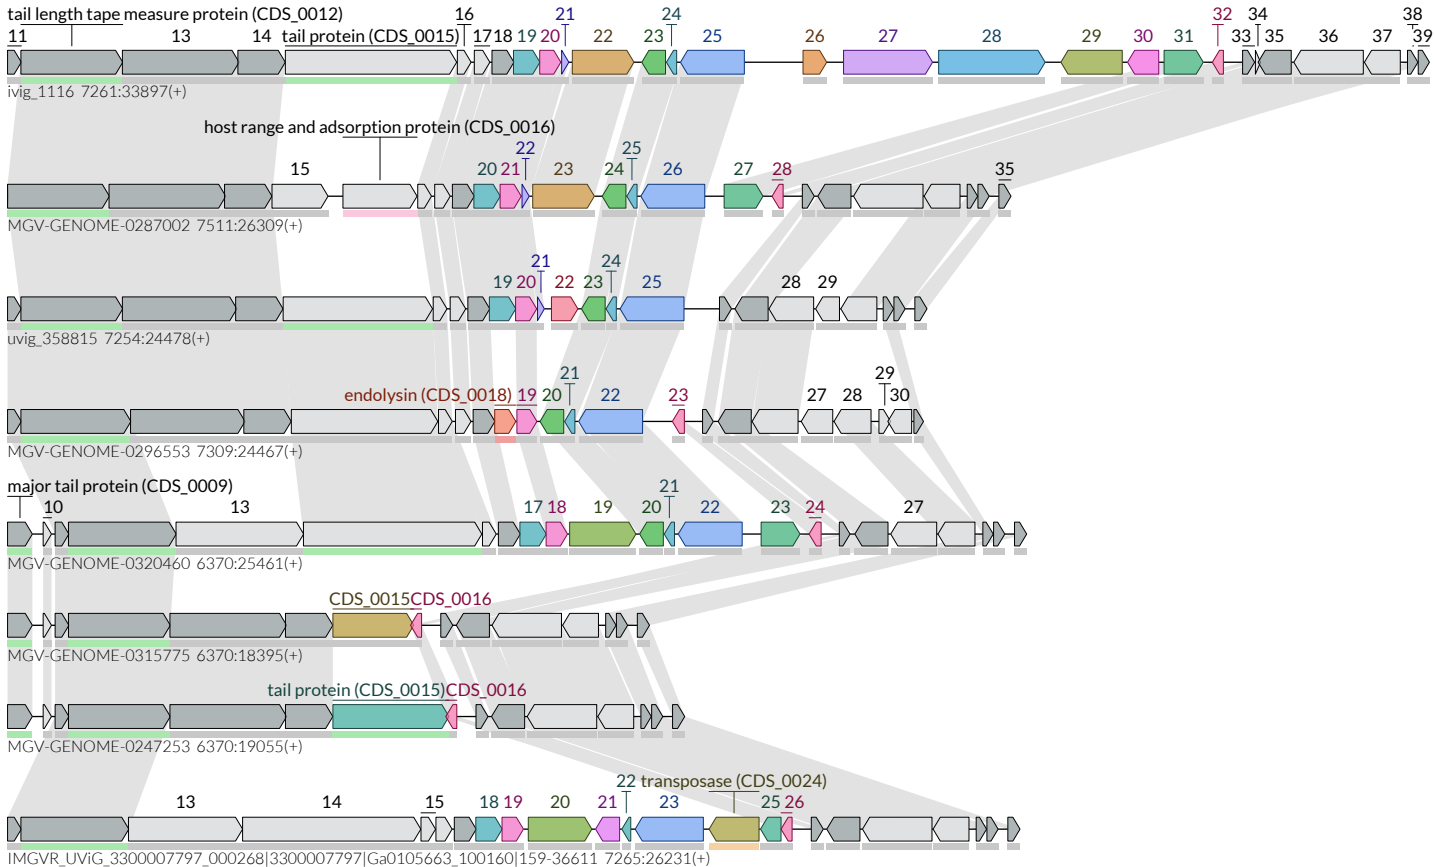 tail length tape measure protein (CDS_0012) 16 21 24 32 34 38
11 13 14 tail protein (CDS_0015) 17 18 19 20 22 23 25 26 27 28 29 30 31 33 35 36 37 39
ivig_1116 7261:33897(+)
host range and adsorption protein (CDS_0016)
22 25
15 20 21 23 24 26 27 28 35
MGV-GENOME-0287002 7511:26309(+)
21 24
19 20 22 23 25 28 29
uvig_358815 7254:24478(+)
21 29
endolysin (CDS_0018) 19 20 22 23 27 28 30
MGV-GENOME-0296553 7309:24467(+)
major tail protein (CDS_0009) 21
10 13 17 18 19 20 22 23 24 27
MGV-GENOME-0320460 6370:25461(+)
CDS_0015 CDS_0016
MGV-GENOME-0315775 6370:18395(+)
tail protein (CDS_0015) CDS_0016
MGV-GENOME-0247253 6370:19055(+)
22 transposase (CDS_0024)
13 14 15 18 19 20 21 23 25 26
IMGVR_UViG_3300007797_000268|3300007797|Ga0105663_100160|159-36611 7265:26231(+)